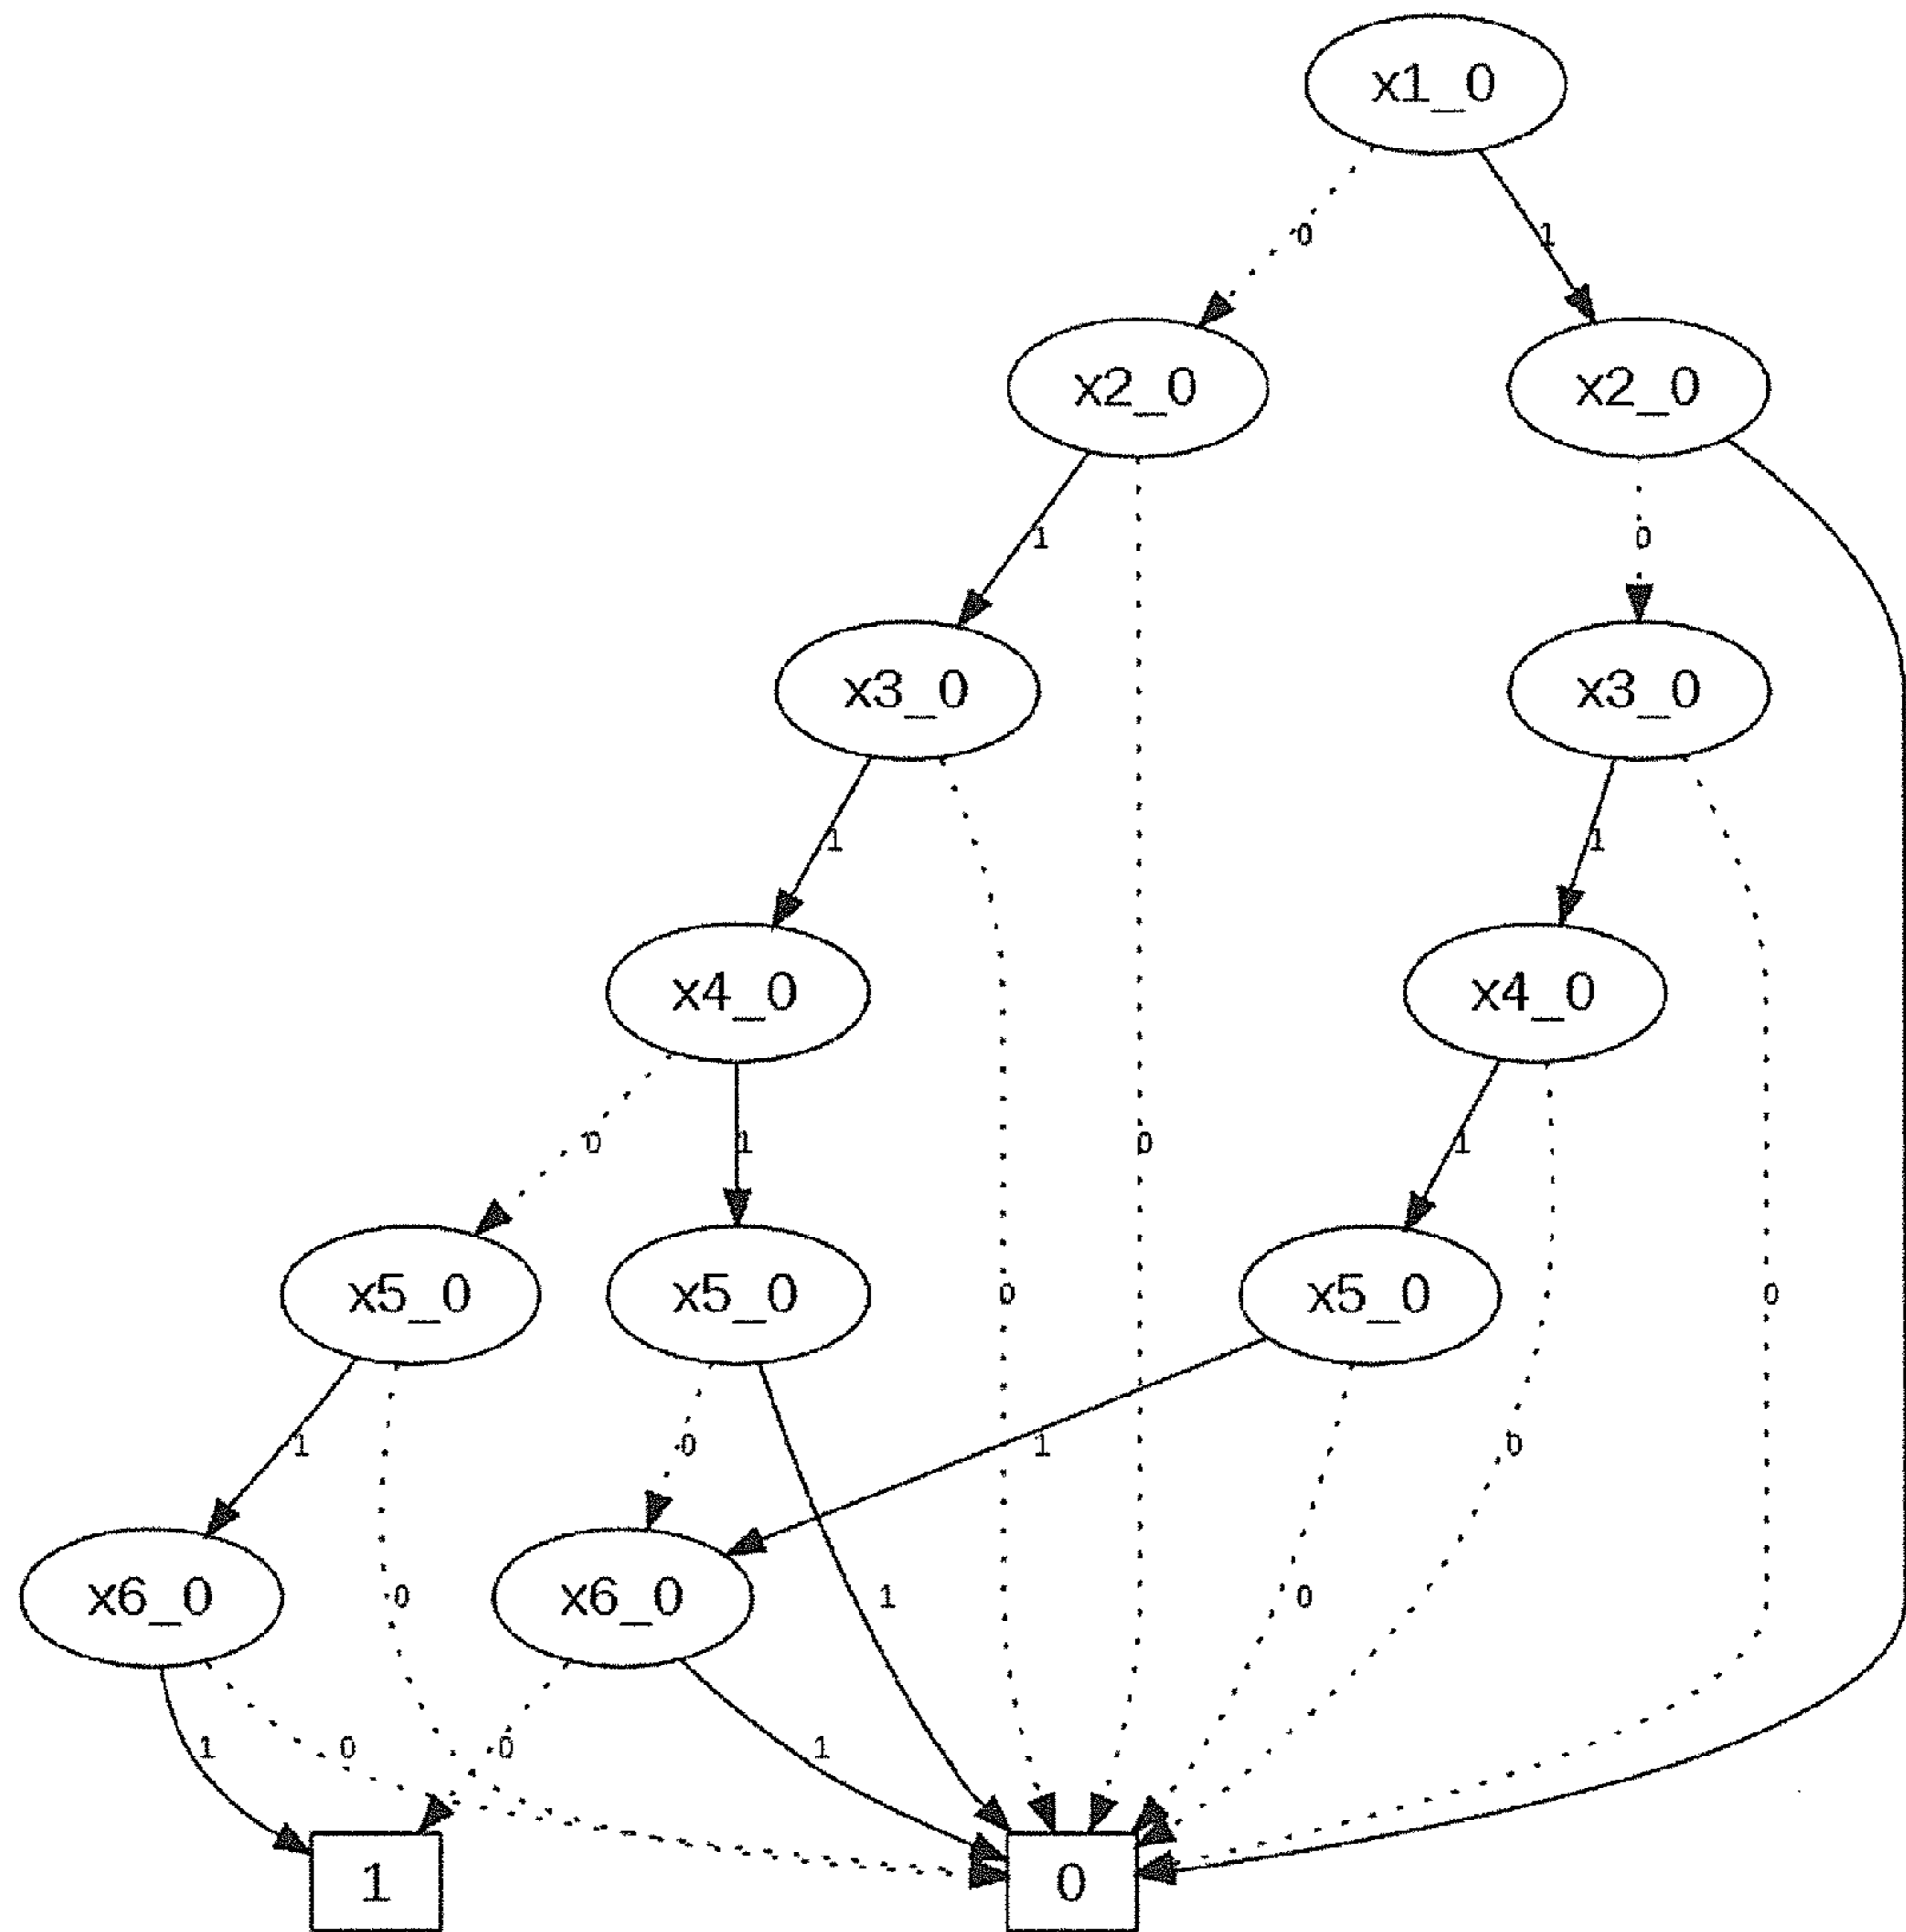 x1_0
0 1
x2_0 x2_0
1 0
x3_0 x3_0
1 1
x4_0 x4_0
0 1 0 1
x5_0 x5_0 x5_0 0 0
1 0 1 0
x6_0 0 x6_0 1 0
1 0 0 1
1 0